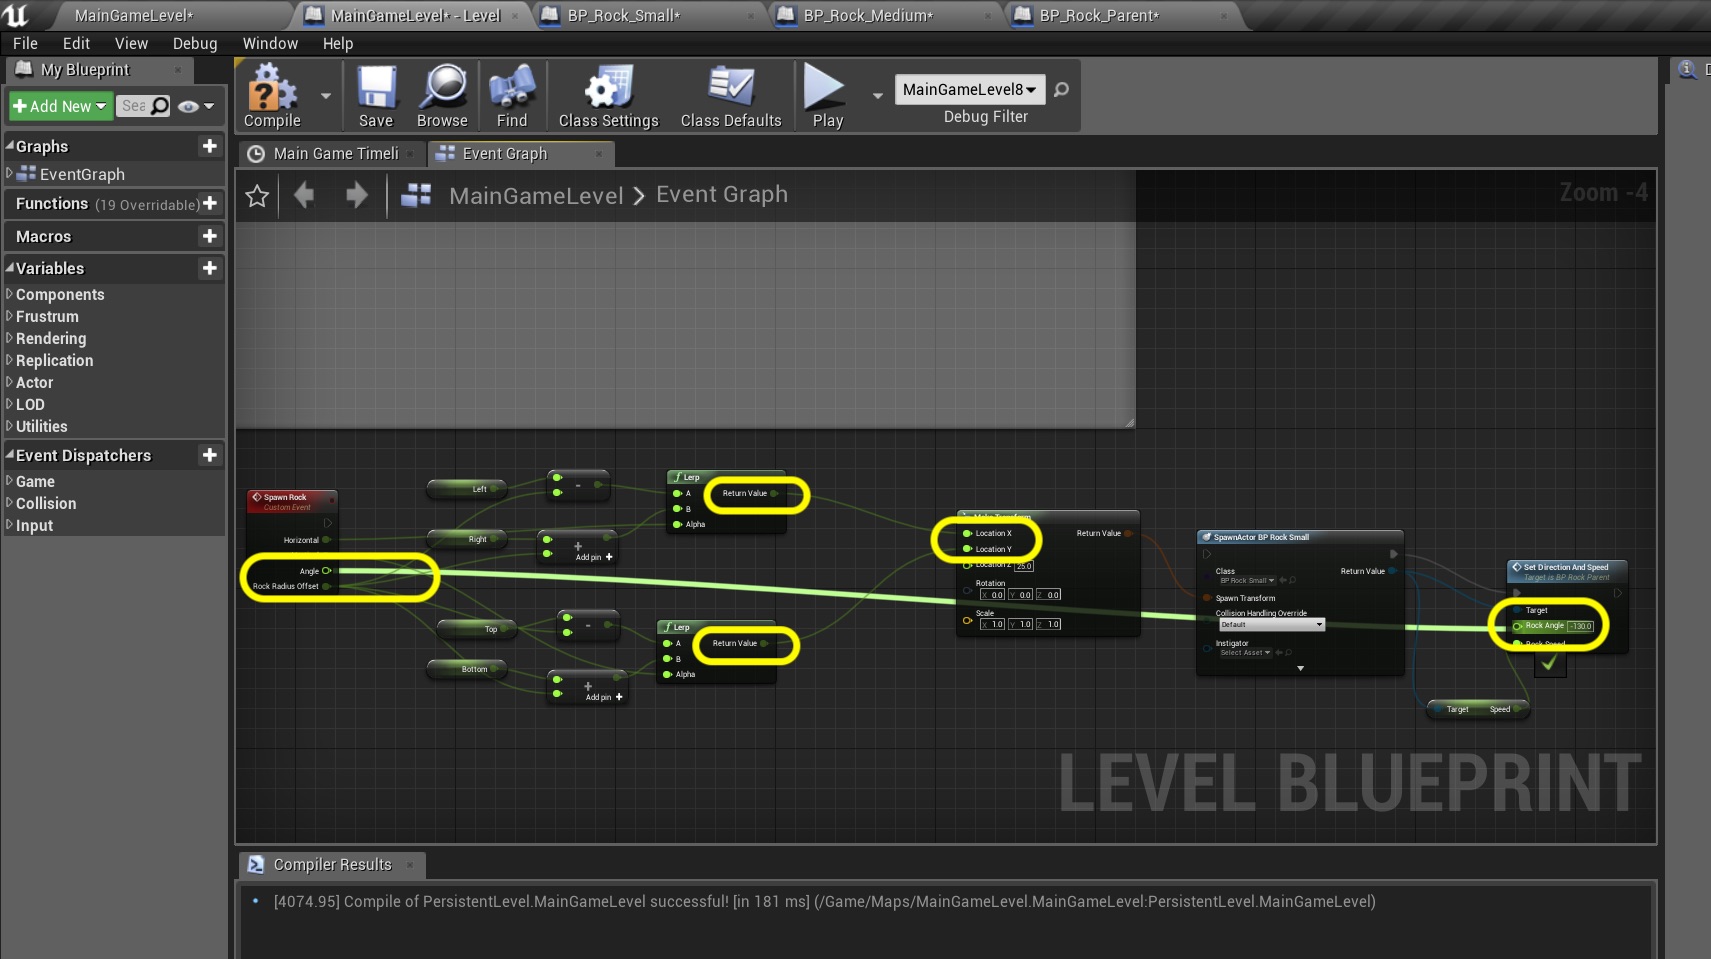 MainGameLevel*
MainGameLevel* - Level
BP_Rock_Small*
BP_Rock_Medium*
BP_Rock_Parent*
File Edit View Debug Window Help
My Blueprint
Add New
Sea
Compile
Save
Browse
Find
Class Settings
Class Defaults
Play
MainGameLevel8
Debug Filter
Graphs
EventGraph
Functions (19 Overridable)
Macros
Variables
Components
Frustrum
Rendering
Replication
Actor
LOD
Utilities
Event Dispatchers
Game
Collision
Input
Main Game Timeli
Event Graph
MainGameLevel > Event Graph
Zoom -4
Spawn Rock
Custom Event
Horizontal
Angle
Rock Radius Offset
Left
-
Right
+
Add pin +
Top
-
Bottom
+
Add pin +
f Lerp
A
Return Value
B
Alpha
f Lerp
A
Return Value
B
Alpha
Make Transform
Location X
Return Value
Location Y
Location Z 25.0
Rotation
X 0.0 Y 0.0 Z 0.0
Scale
X 1.0 Y 1.0 Z 1.0
SpawnActor BP Rock Small
Class
Return Value
BP Rock Small
Spawn Transform
Collision Handling Override
Default
Instigator
Select Asset
Set Direction And Speed
Target is BP Rock Parent
Target
Rock Angle -130.0
Rock Speed
Target Speed
LEVEL BLUEPRINT
Compiler Results
[4074.95] Compile of PersistentLevel.MainGameLevel successful! [in 181 ms] (/Game/Maps/MainGameLevel.MainGameLevel:PersistentLevel.MainGameLevel)